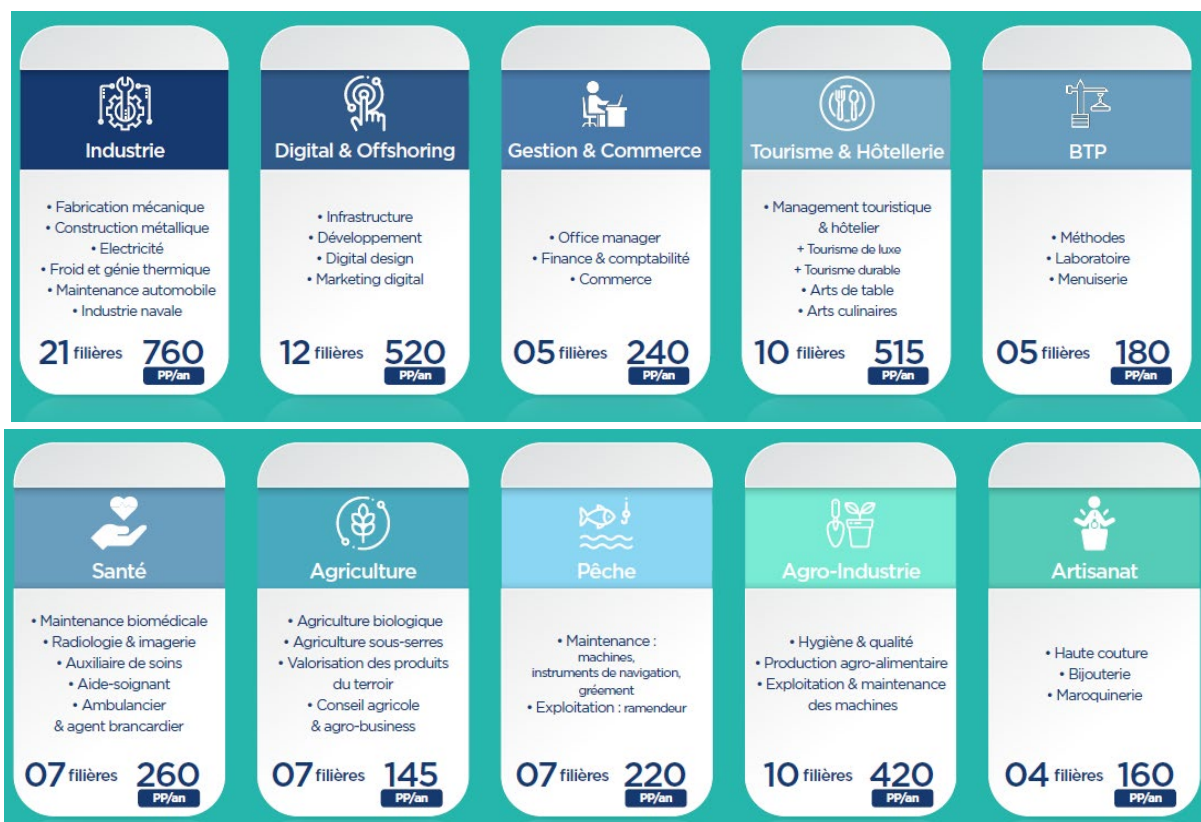 Industrie
• Fabrication mécanique
• Construction métallique
• Electricité
• Froid et génie thermique
• Maintenance automobile
• Industrie navale
21 filières 760
PP/an
Digital & Offshoring
• Infrastructure
• Développement
• Digital design
• Marketing digital
12 filières 520
PP/an
Gestion & Commerce
• Office manager
• Finance & comptabilité
• Commerce
05 filières 240
PP/an
Tourisme & Hôtellerie
• Management touristique
& hôtelier
+ Tourisme de luxe
+ Tourisme durable
• Arts de table
• Arts culinaires
10 filières 515
PP/an
BTP
• Méthodes
• Laboratoire
• Menuiserie
05 filières 180
PP/an
Santé
• Maintenance biomédicale
• Radiologie & imagerie
• Auxiliaire de soins
• Aide-soignant
• Ambulancier
& agent brancardier
07 filières 260
PP/an
Agriculture
• Agriculture biologique
• Agriculture sous-serres
• Valorisation des produits
du terroir
• Conseil agricole
& agro-business
07 filières 145
PP/an
Pêche
• Maintenance :
machines,
instruments de navigation,
gréement
• Exploitation : ramendeur
07 filières 220
PP/an
Agro-Industrie
• Hygiène & qualité
• Production agro-alimentaire
• Exploitation & maintenance
des machines
10 filières 420
PP/an
Artisanat
• Haute couture
• Bijouterie
• Maroquinerie
04 filières 160
PP/an